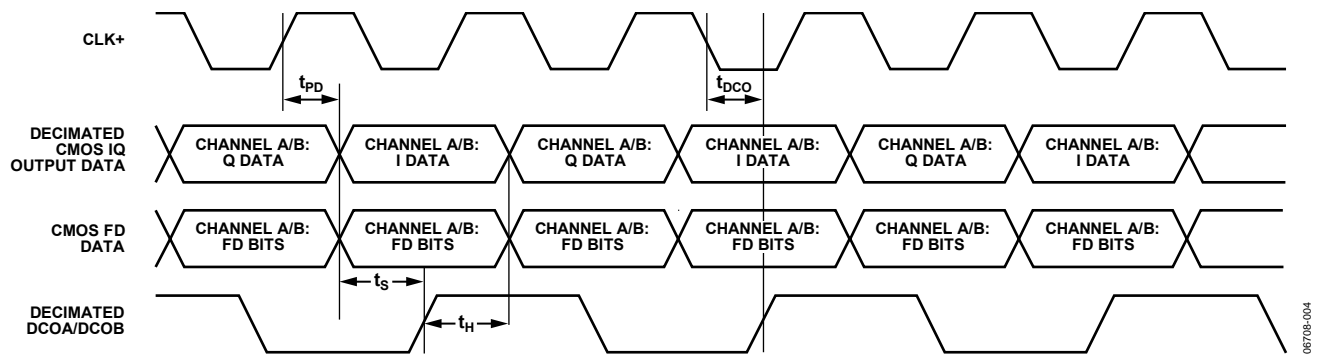 CLK+
tPD
tDCO
DECIMATED
CMOS IQ
OUTPUT DATA
CHANNEL A/B:
Q DATA
CHANNEL A/B:
I DATA
CHANNEL A/B:
Q DATA
CHANNEL A/B:
I DATA
CHANNEL A/B:
Q DATA
CHANNEL A/B:
I DATA
CMOS FD
DATA
CHANNEL A/B:
FD BITS
CHANNEL A/B:
FD BITS
CHANNEL A/B:
FD BITS
CHANNEL A/B:
FD BITS
CHANNEL A/B:
FD BITS
CHANNEL A/B:
FD BITS
tS
DECIMATED
DCOA/DCOB
tH
06708-004